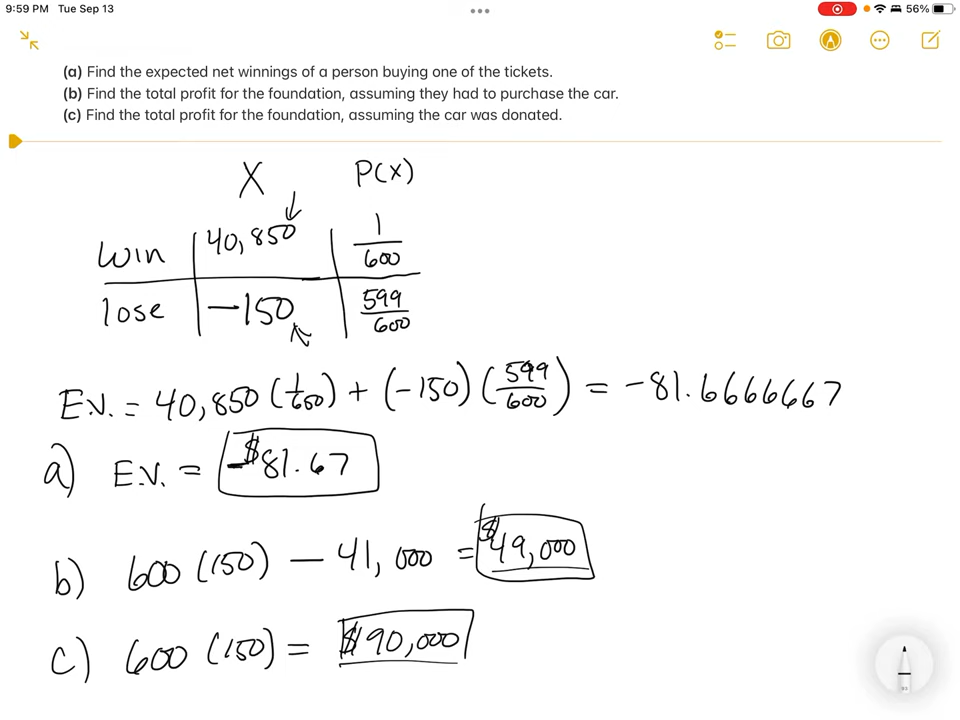 9:59 PM Tue Sep 13 56%
(a) Find the expected net winnings of a person buying one of the tickets.
(b) Find the total profit for the foundation, assuming they had to purchase the car.
(c) Find the total profit for the foundation, assuming the car was donated.
X P(X)
win 40,850 1/600
lose -150 599/600
E.V. = 40,850 (1/600) + (-150) (599/600) = -81.6666667
a) E.V. = -$81.67
b) 600 (150) - 41,000 = $49,000
c) 600 (150) = $90,000